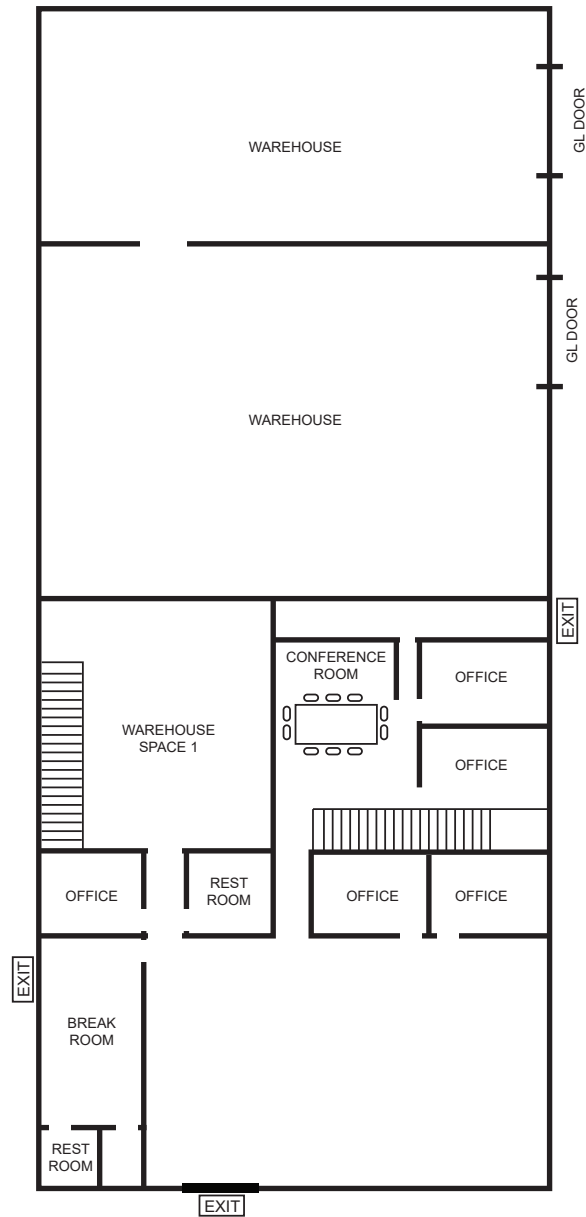 WAREHOUSE
GL DOOR
GL DOOR
WAREHOUSE
EXIT
CONFERENCE
ROOM
OFFICE
WAREHOUSE
SPACE 1
OFFICE
OFFICE
REST
ROOM
OFFICE
OFFICE
EXIT
BREAK
ROOM
REST
ROOM
EXIT